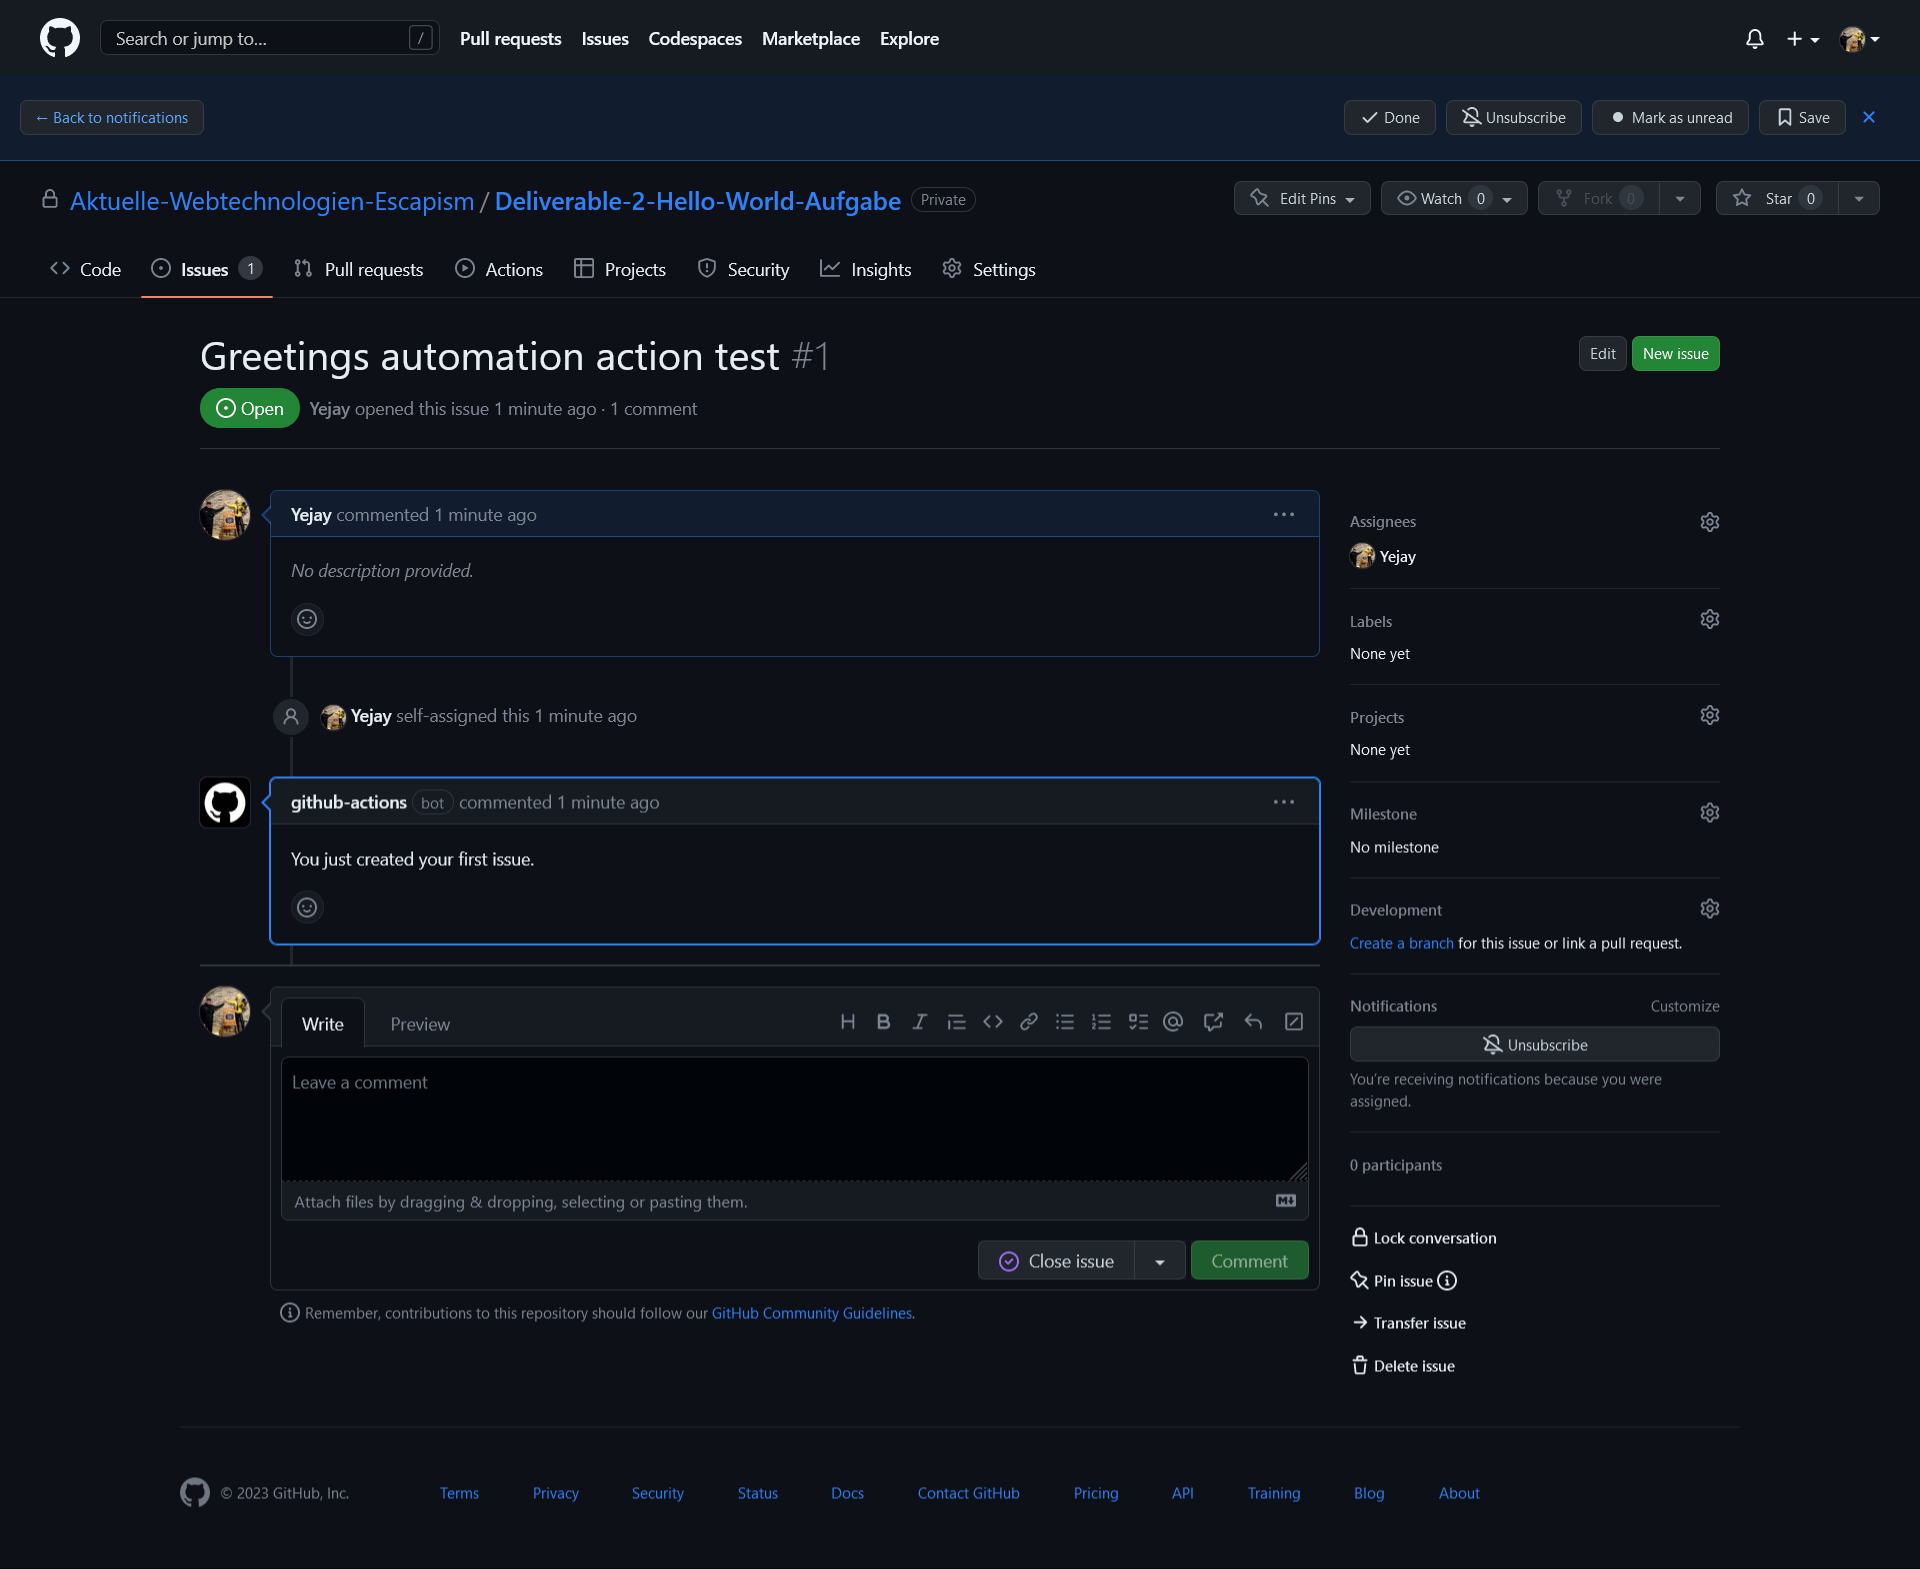 Search or jump to... / Pull requests Issues Codespaces Marketplace Explore
← Back to notifications Done Unsubscribe Mark as unread Save
Aktuelle-Webtechnologien-Escapism / Deliverable-2-Hello-World-Aufgabe Private Edit Pins Watch 0 Fork 0 Star 0
Code Issues 1 Pull requests Actions Projects Security Insights Settings
Greetings automation action test #1 Edit New issue
Open Yejay opened this issue 1 minute ago · 1 comment
Yejay commented 1 minute ago
No description provided.
Yejay self-assigned this 1 minute ago
github-actions bot commented 1 minute ago
You just created your first issue.
Write Preview
Leave a comment
Attach files by dragging & dropping, selecting or pasting them.
Close issue Comment
Remember, contributions to this repository should follow our GitHub Community Guidelines.
Assignees
Yejay
Labels
None yet
Projects
None yet
Milestone
No milestone
Development
Create a branch for this issue or link a pull request.
Notifications Customize
Unsubscribe
You're receiving notifications because you were
assigned.
0 participants
Lock conversation
Pin issue
Transfer issue
Delete issue
© 2023 GitHub, Inc. Terms Privacy Security Status Docs Contact GitHub Pricing API Training Blog About